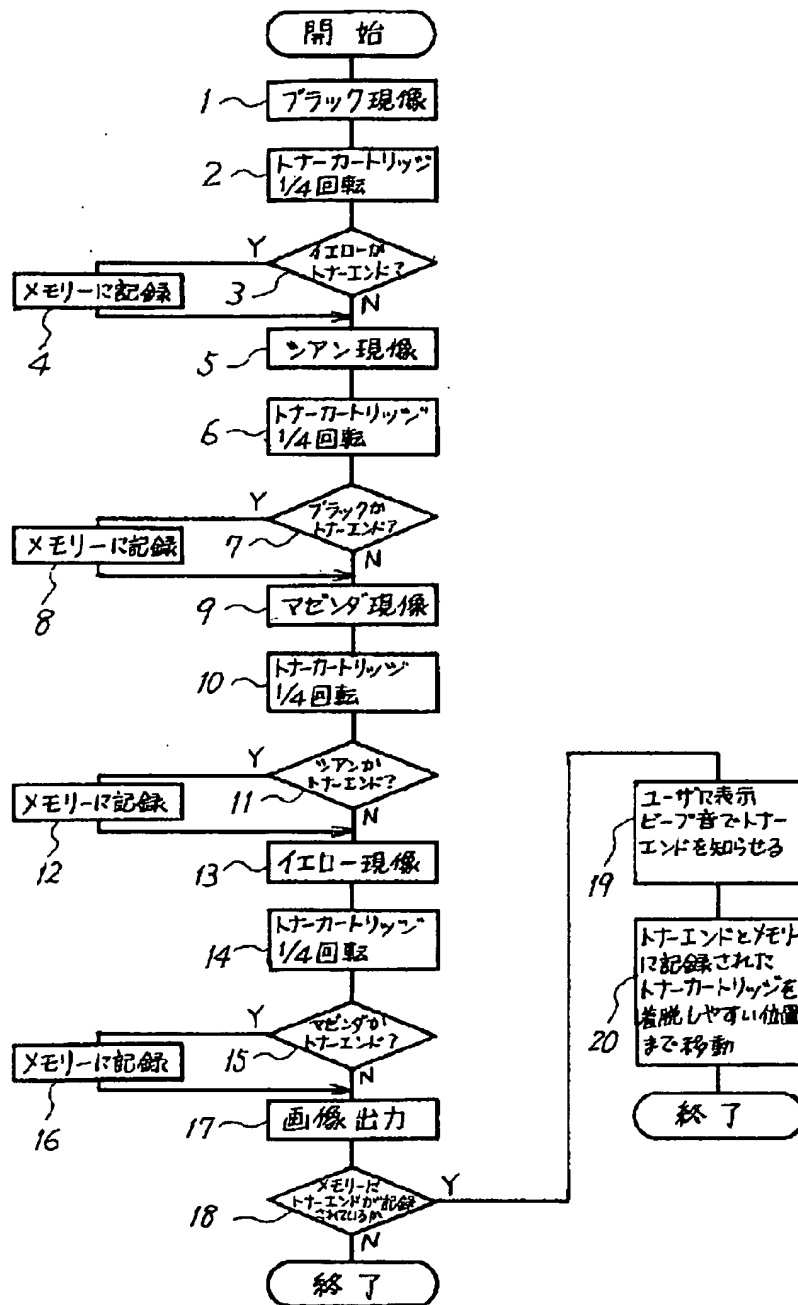 開始
1
ブラック現像
2
トナーカートリッジ
1/4回転
Y
イエローが
トナーエンド?
3
N
メモリーに記録
4
5
シアン現像
6
トナーカートリッジ
1/4回転
Y
ブラックが
トナーエンド?
7
N
メモリーに記録
8
9
マゼンダ現像
10
トナーカートリッジ
1/4回転
Y
シアンが
トナーエンド?
11
N
メモリーに記録
12
13
イエロー現像
14
トナーカートリッジ
1/4回転
Y
マゼンダが
トナーエンド?
15
N
メモリーに記録
16
17
画像出力
18
メモリーに
トナーエンドが記録
されているか
Y
N
終了
19
ユーザに表示
ビープ音でトナー
エンドを知らせる
20
トナーエンドとメモリー
に記録された
トナーカートリッジを
着脱しやすい位置
まで移動
終了